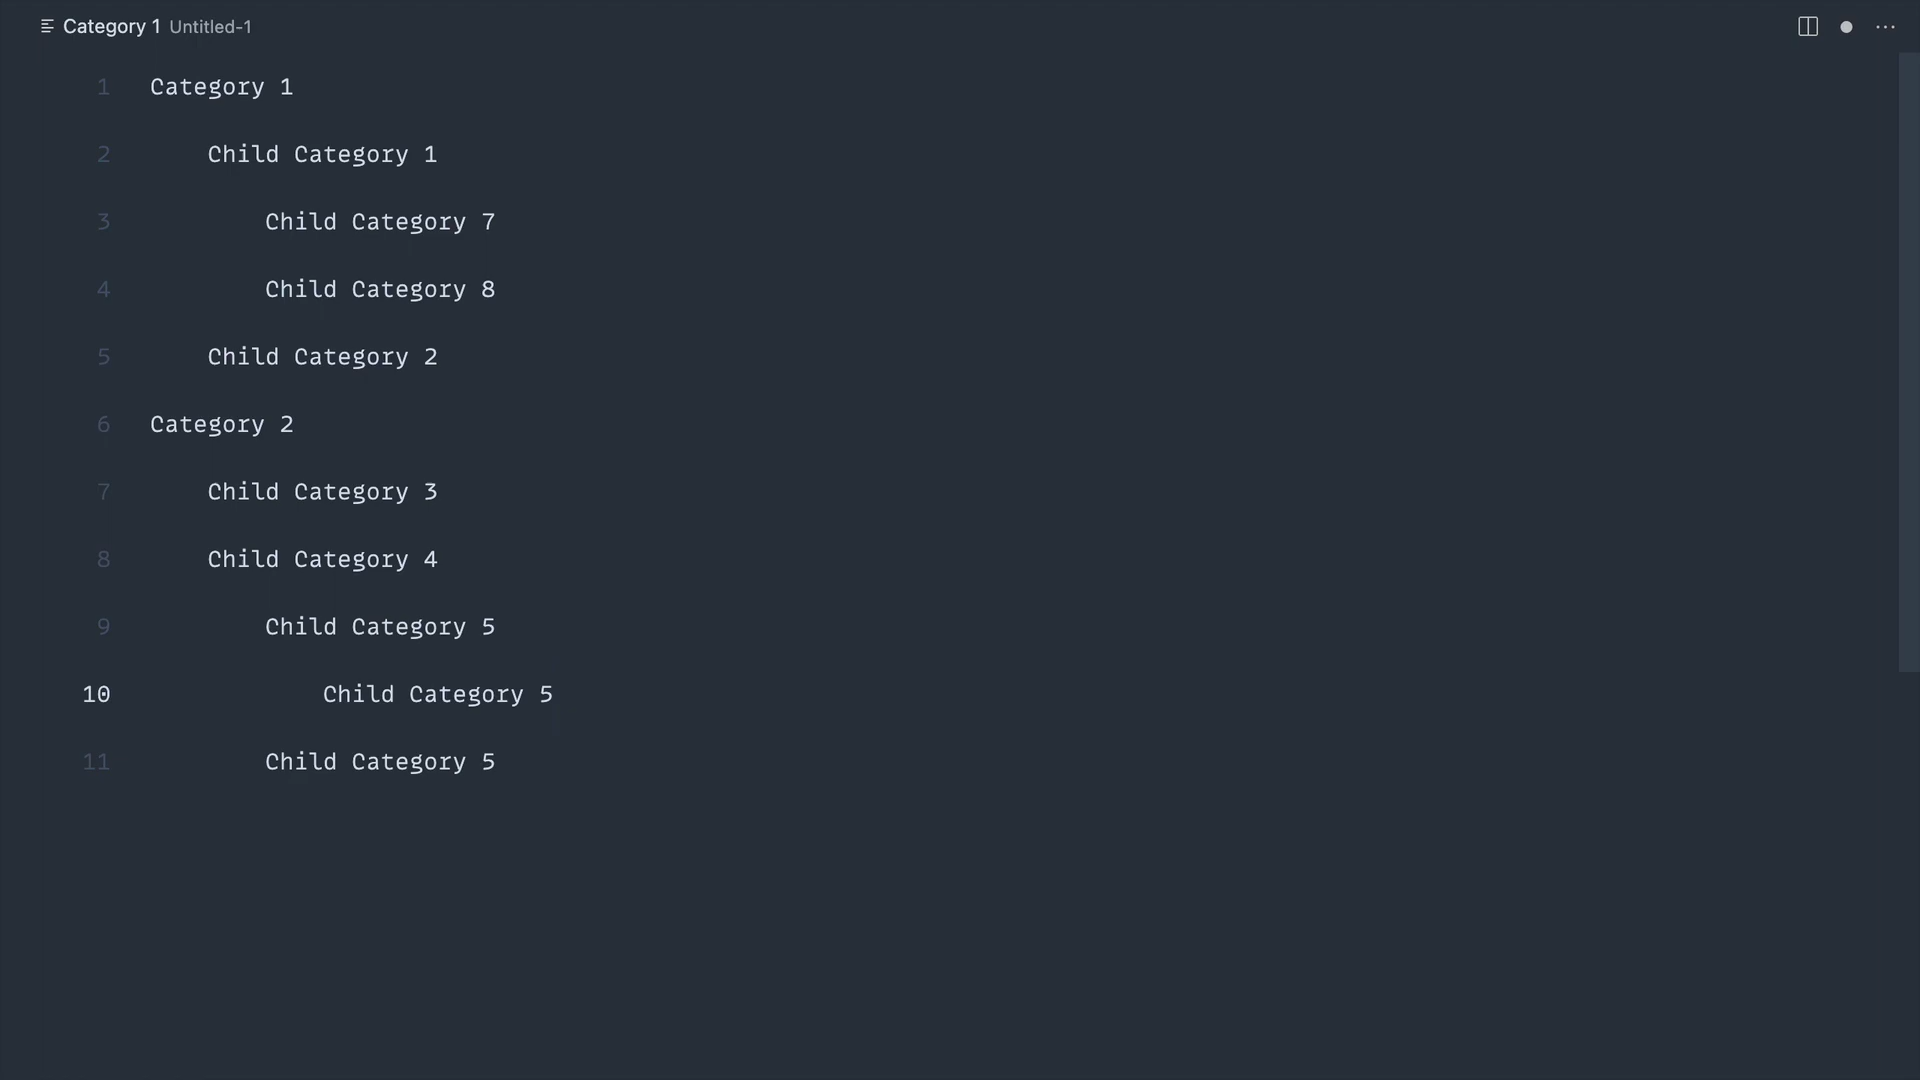 Category 1 Untitled-1 ...
1 Category 1
2 Child Category 1
3 Child Category 7
4 Child Category 8
5 Child Category 2
6 Category 2
7 Child Category 3
8 Child Category 4
9 Child Category 5
10 Child Category 5
11 Child Category 5